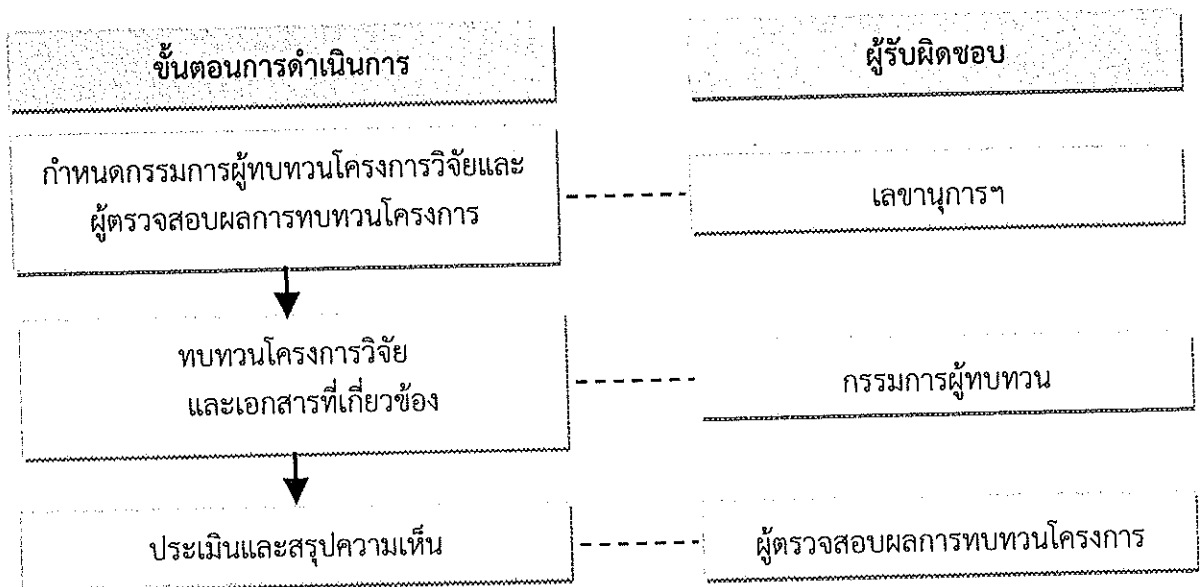 ขั้นตอนการดำเนินการ
ผู้รับผิดชอบ
กำหนดกรรมการผู้ทบทวนโครงการวิจัยและ
ผู้ตรวจสอบผลการทบทวนโครงการ
เลขานุการฯ
ทบทวนโครงการวิจัย
และเอกสารที่เกี่ยวข้อง
กรรมการผู้ทบทวน
ประเมินและสรุปความเห็น
ผู้ตรวจสอบผลการทบทวนโครงการ